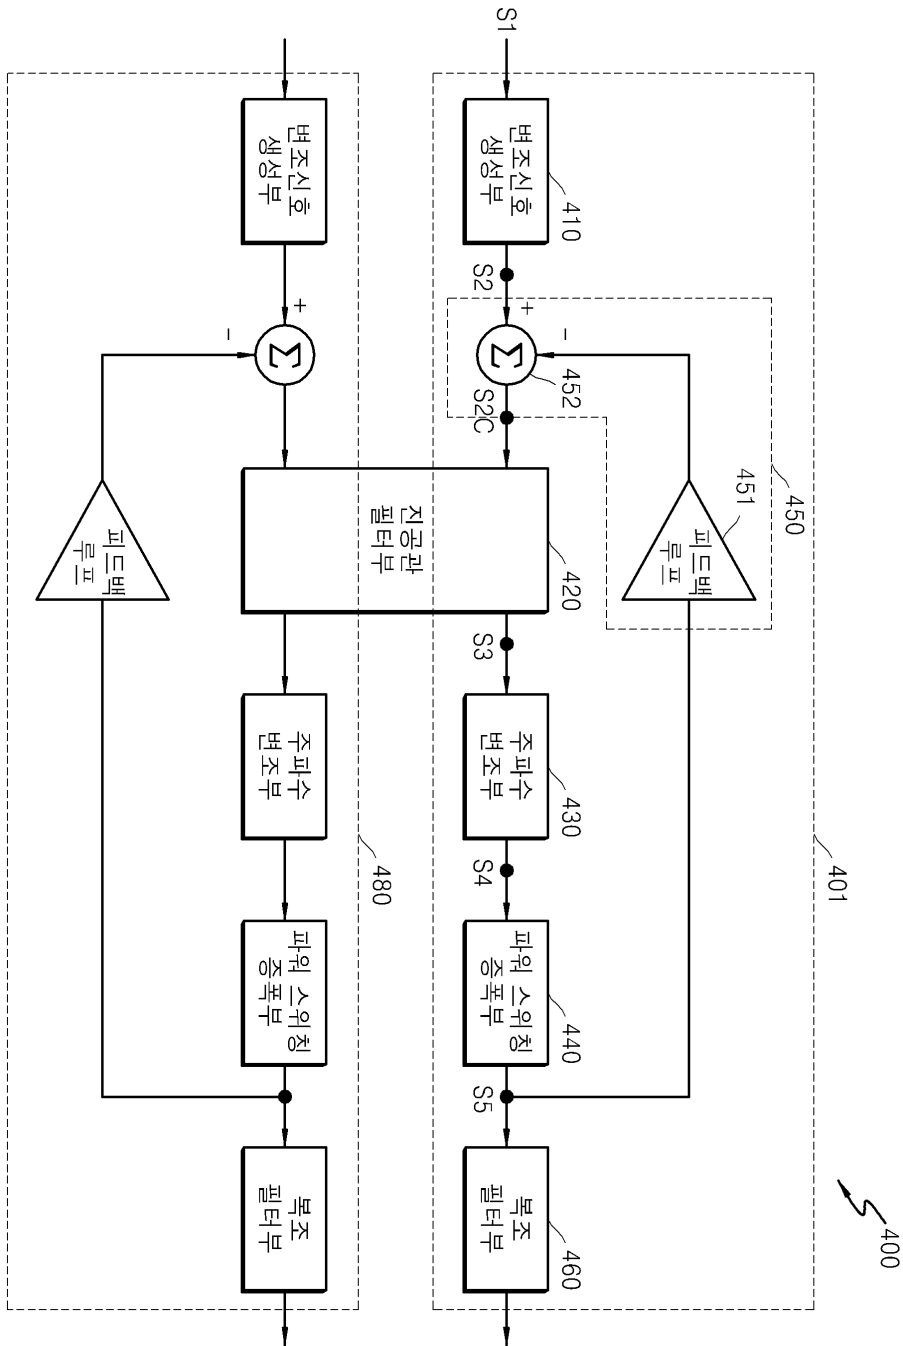 400
401
450
451
피드백
루프
410
452
420
430
440
460
S1
변조신호
생성부
S2
+
-
Σ
S2C
진공관
필터부
S3
주파수
변조부
S4
파워 스위칭
증폭부
S5
복조
필터부
480
변조신호
생성부
+
-
Σ
주파수
변조부
파워 스위칭
증폭부
복조
필터부
피드백
루프